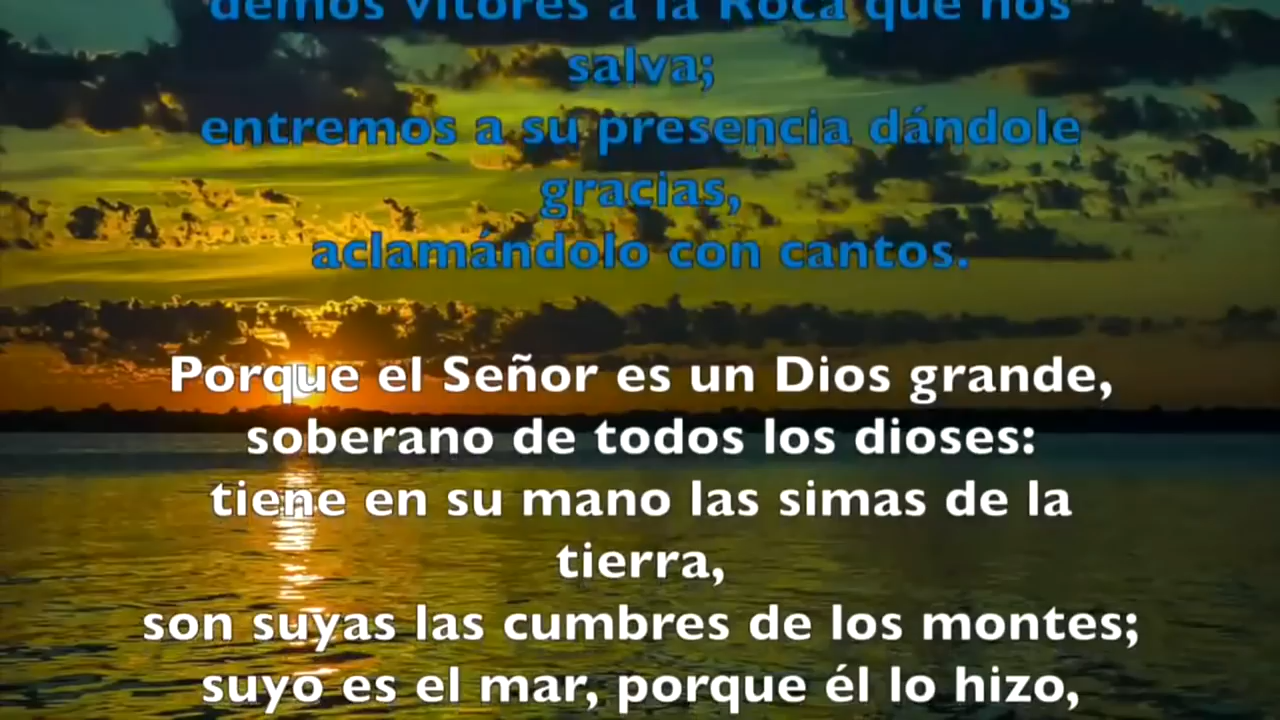 demos vítores a la Roca que nos
salva;
entremos a su presencia dándole
gracias,
aclamándolo con cantos.
Porque el Señor es un Dios grande,
soberano de todos los dioses:
tiene en su mano las simas de la
tierra,
son suyas las cumbres de los montes;
suyo es el mar, porque él lo hizo,